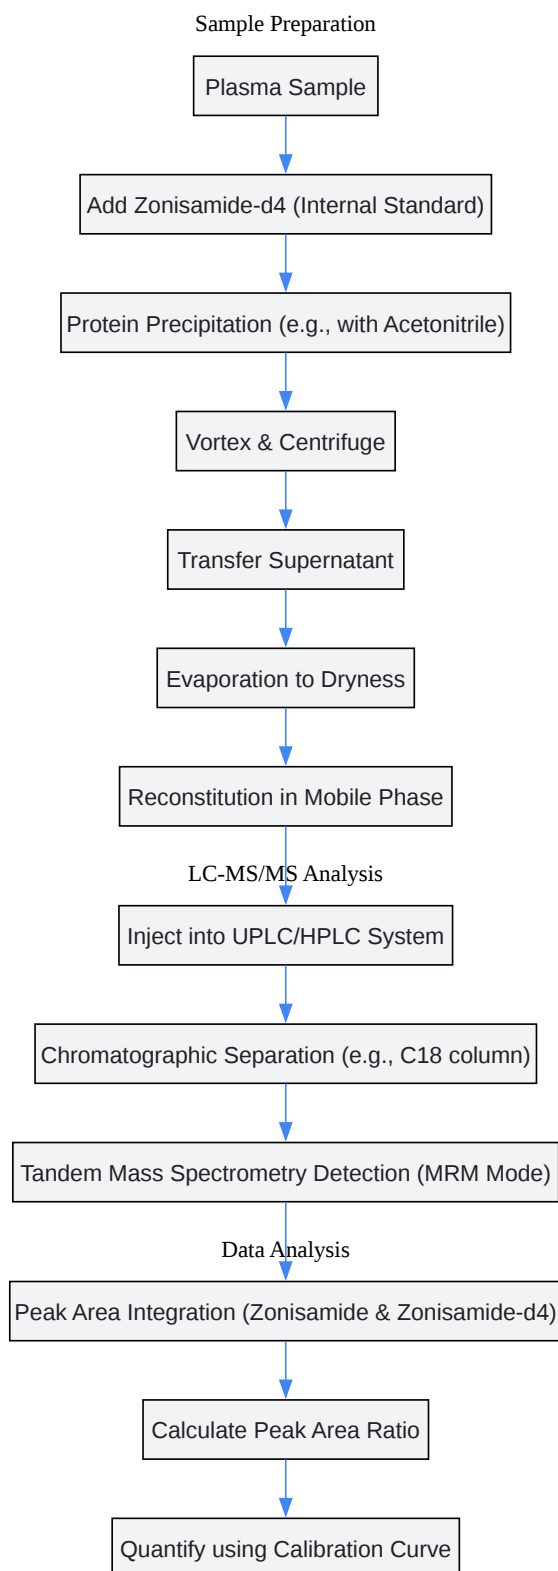 Sample Preparation
Plasma Sample
Add Zonisamide-d4 (Internal Standard)
Protein Precipitation (e.g., with Acetonitrile)
Vortex & Centrifuge
Transfer Supernatant
Evaporation to Dryness
Reconstitution in Mobile Phase
LC-MS/MS Analysis
Inject into UPLC/HPLC System
Chromatographic Separation (e.g., C18 column)
Tandem Mass Spectrometry Detection (MRM Mode)
Data Analysis
Peak Area Integration (Zonisamide & Zonisamide-d4)
Calculate Peak Area Ratio
Quantify using Calibration Curve